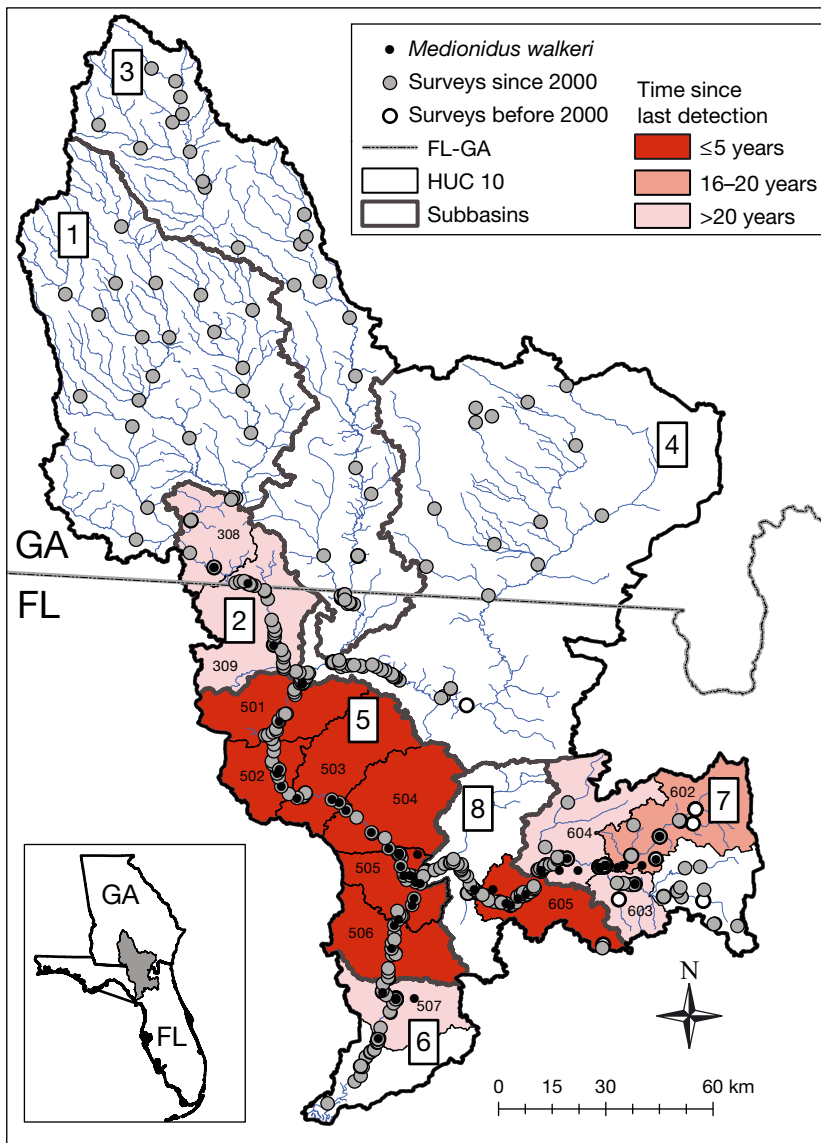 3
Medionidus walkeri
Surveys since 2000
Surveys before 2000
FL-GA
HUC 10
Subbasins
Time since
last detection
≤5 years
16–20 years
>20 years
1
4
308
GA
FL
2
309
501
5
502
503
504
8
602
7
604
505
603
605
506
507
6
GA
FL
N
0 15 30 60 km